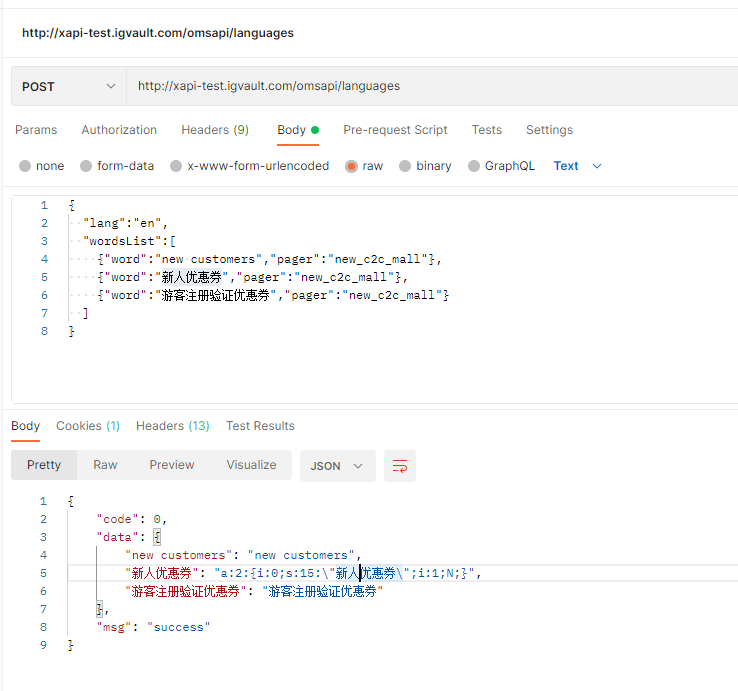 http://xapi-test.igvault.com/omsapi/languages
POST http://xapi-test.igvault.com/omsapi/languages
Params Authorization Headers (9) Body Pre-request Script Tests Settings
none form-data x-www-form-urlencoded raw binary GraphQL Text
1 {
2 "lang":"en",
3 "wordsList":[
4 {"word":"new customers","pager":"new_c2c_mall"},
5 {"word":"新人优惠券","pager":"new_c2c_mall"},
6 {"word":"游客注册验证优惠券","pager":"new_c2c_mall"}
7 ]
8 }
Body Cookies (1) Headers (13) Test Results
Pretty Raw Preview Visualize JSON
1 {
2 "code": 0,
3 "data": {
4 "new customers": "new customers",
5 "新人优惠券": "a:2:{i:0;s:15:\"新人优惠券\";i:1;N;}",
6 "游客注册验证优惠券": "游客注册验证优惠券"
7 },
8 "msg": "success"
9 }